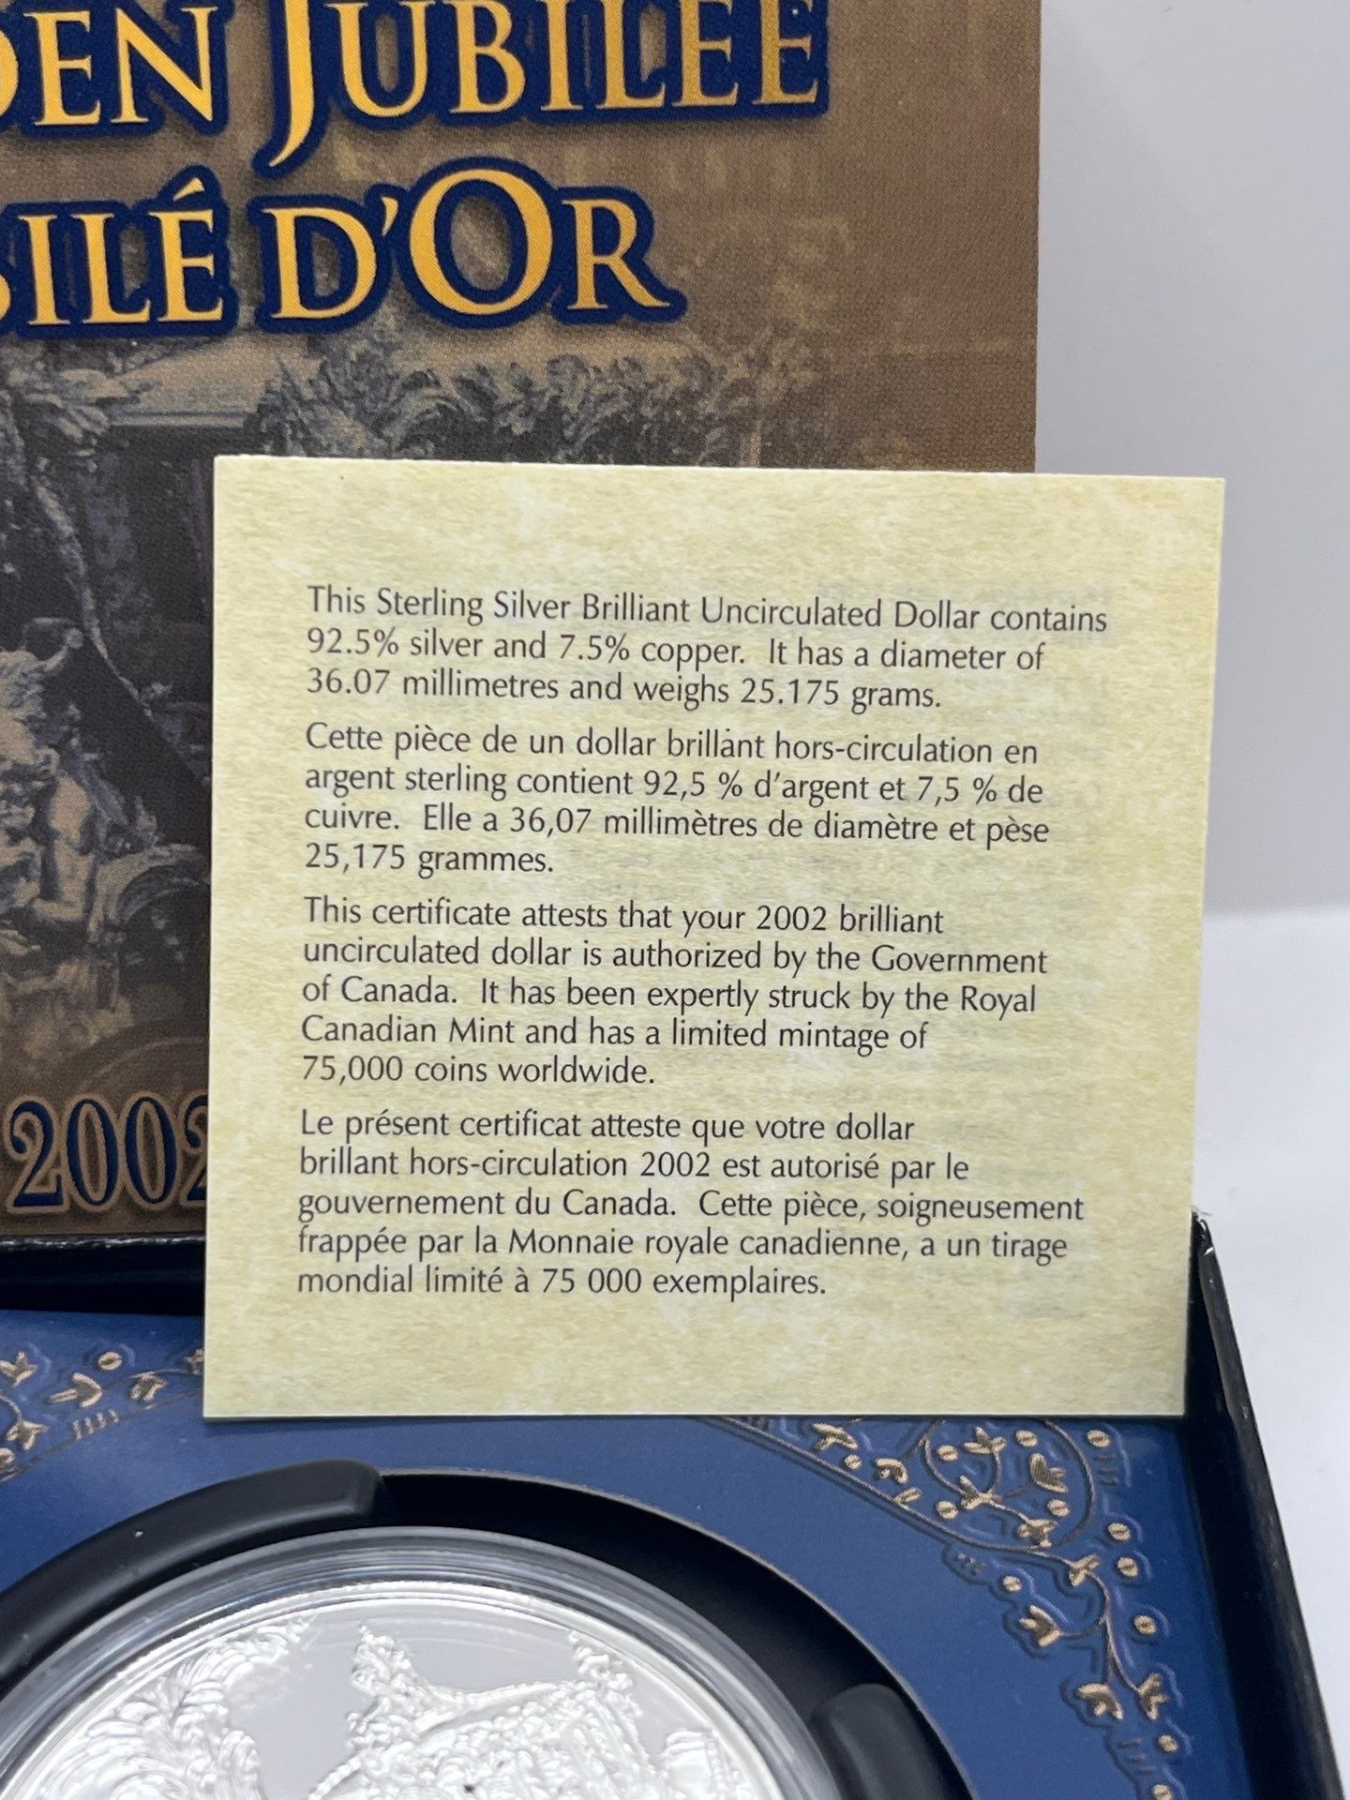 JUBILEE
D'OR
This Sterling Silver Brilliant Uncirculated Dollar contains
92.5% silver and 7.5% copper. It has a diameter of
36.07 millimetres and weighs 25.175 grams.
Cette pièce de un dollar brillant hors-circulation en
argent sterling contient 92,5 % d'argent et 7,5 % de
cuivre. Elle a 36,07 millimètres de diamètre et pèse
25,175 grammes.
This certificate attests that your 2002 brilliant
uncirculated dollar is authorized by the Government
of Canada. It has been expertly struck by the Royal
Canadian Mint and has a limited mintage of
75,000 coins worldwide.
Le présent certificat atteste que votre dollar
brillant hors-circulation 2002 est autorisé par le
gouvernement du Canada. Cette pièce, soigneusement
frappée par la Monnaie royale canadienne, a un tirage
mondial limité à 75 000 exemplaires.
2002